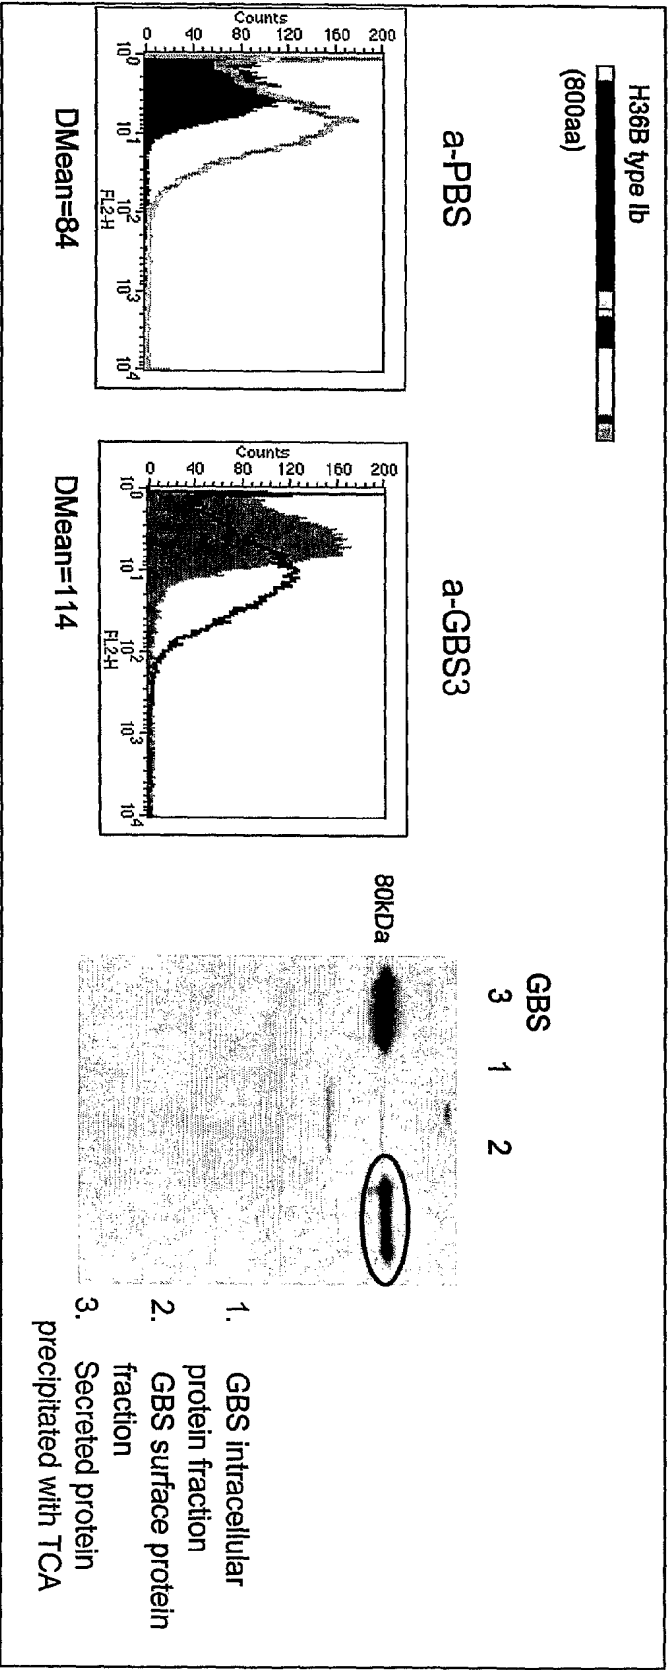 H36B type Ib
(800aa)
a-PBS
Counts
0 40 80 120 160 200
10^0 10^1 10^2 10^3 10^4
FL2-H
DMean=84
a-GBS3
Counts
0 40 80 120 160 200
10^0 10^1 10^2 10^3 10^4
FL2-H
DMean=114
GBS
3 1 2
80kDa
1. GBS intracellular
protein fraction
2. GBS surface protein
fraction
3. Secreted protein
precipitated with TCA